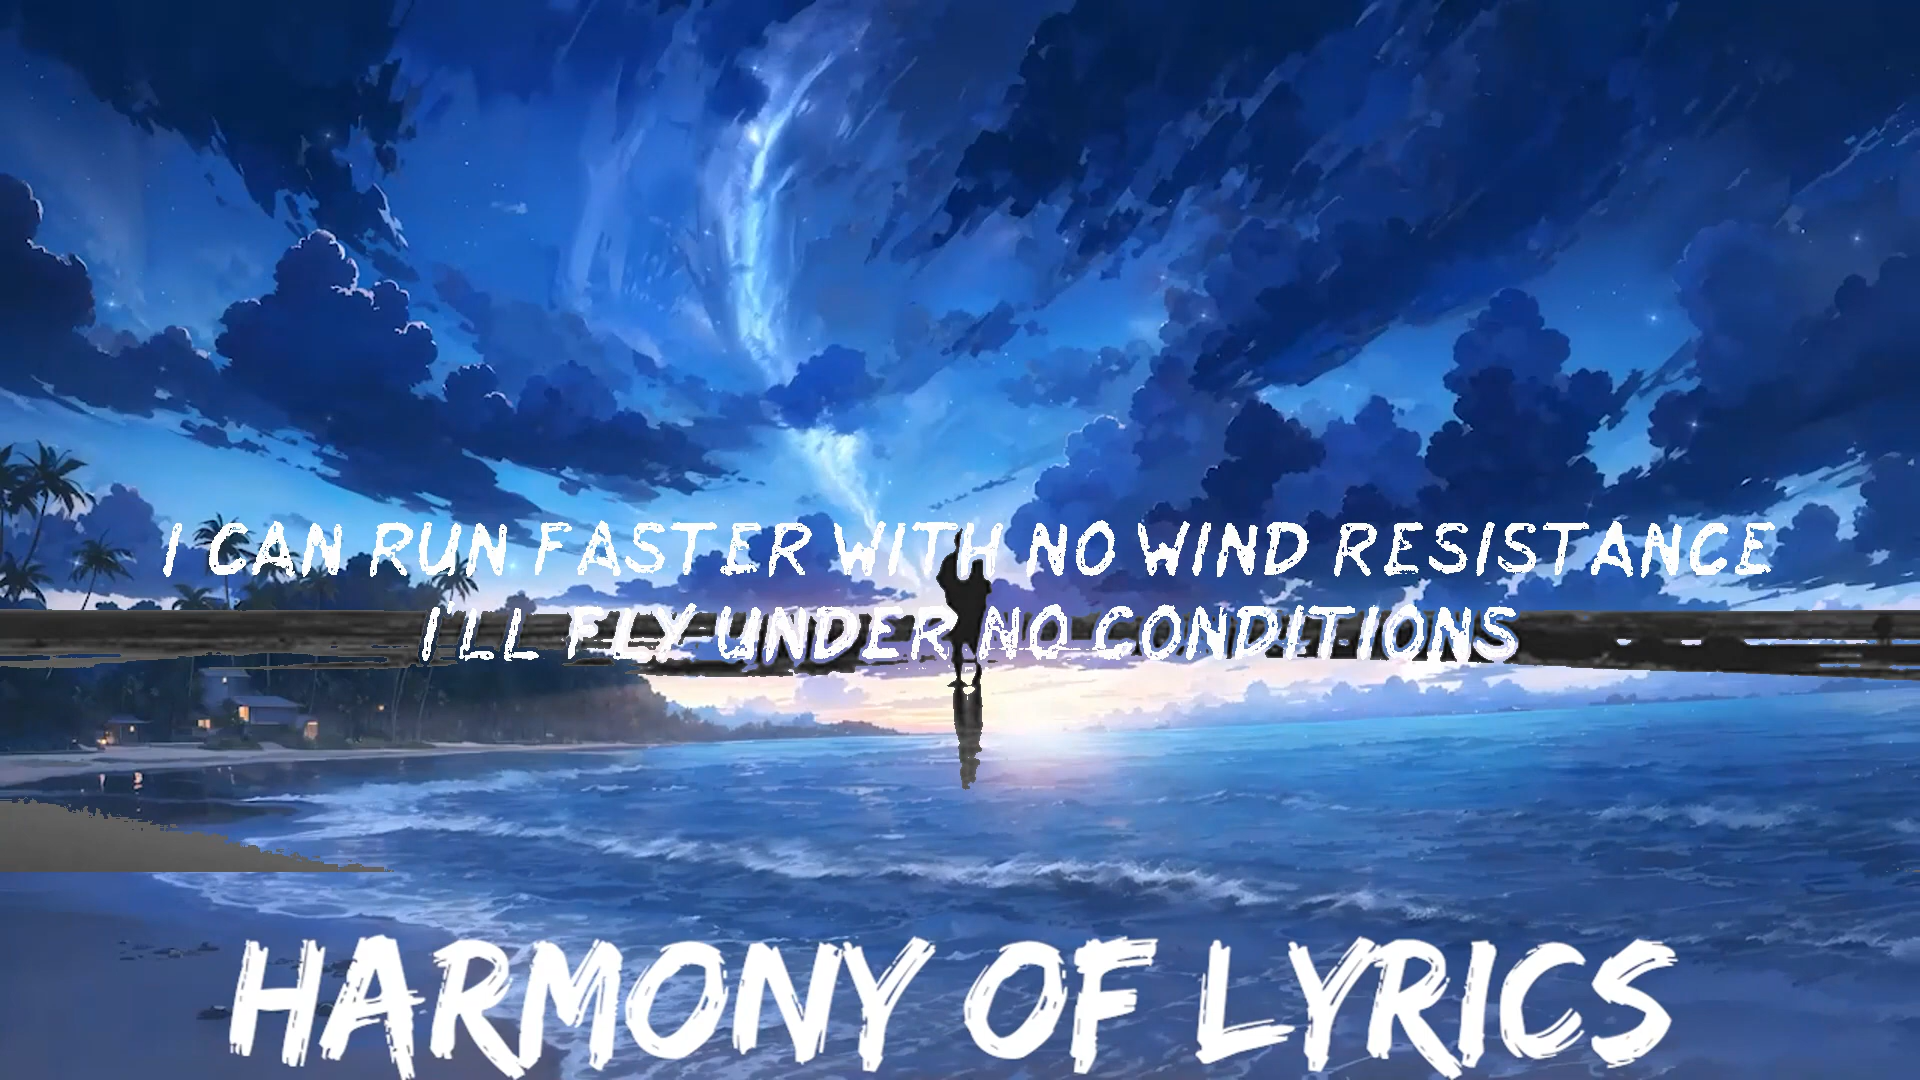 I CAN RUN FASTER WITH NO WIND RESISTANCE
I'LL FLY UNDER NO CONDITIONS
HARMONY OF LYRICS